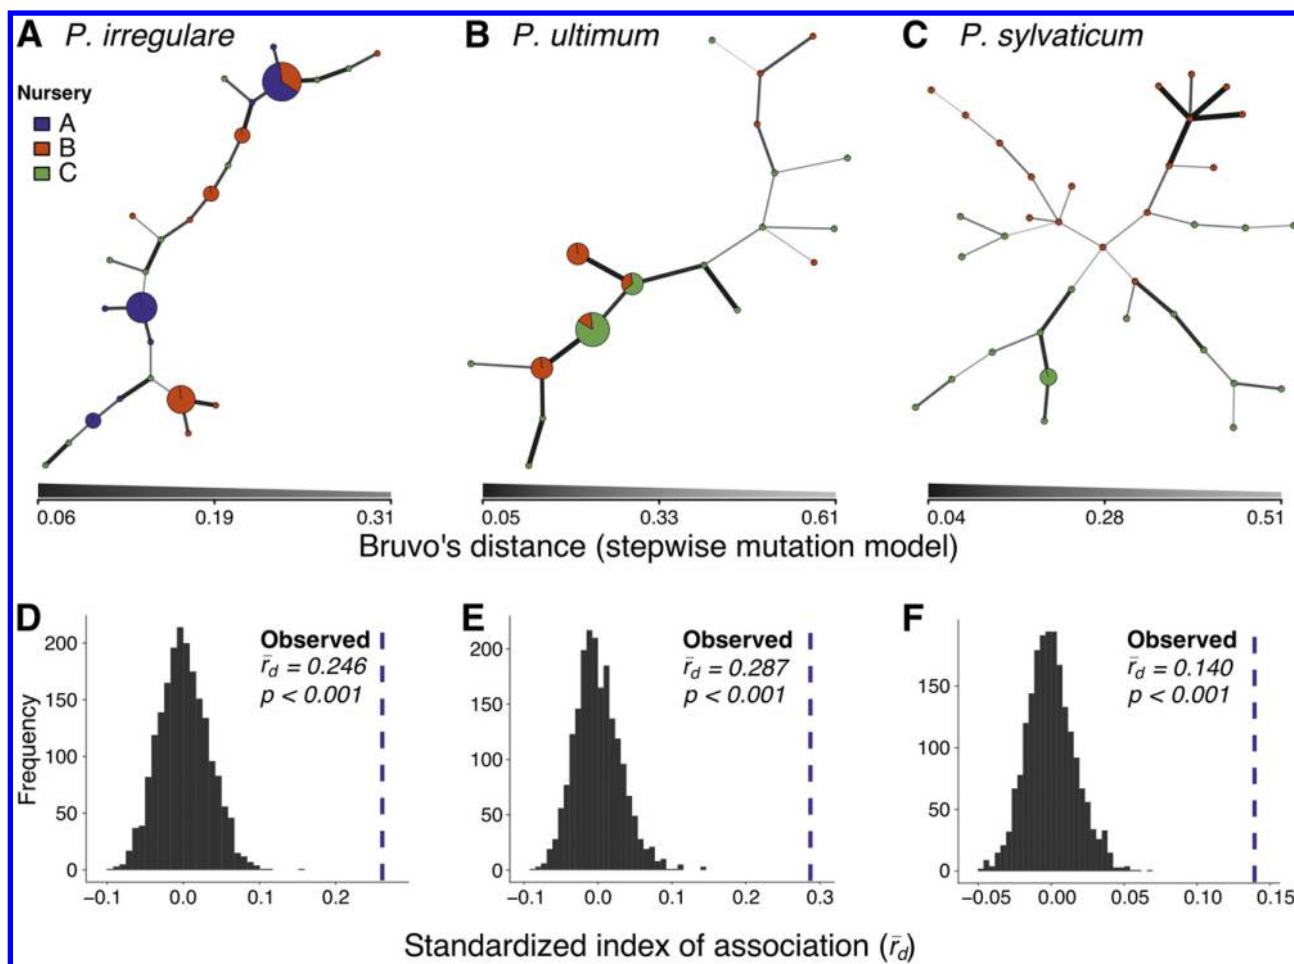 A P. irregulare
B P. ultimum
C P. sylvaticum
Nursery
A
B
C
0.06 0.19 0.31
0.05 0.33 0.61
0.04 0.28 0.51
Bruvo's distance (stepwise mutation model)
D
Observed
r̄d = 0.246
p < 0.001
Frequency
200
150
100
50
0
−0.1 0.0 0.1 0.2
E
Observed
r̄d = 0.287
p < 0.001
200
150
100
50
0
−0.1 0.0 0.1 0.2 0.3
F
Observed
r̄d = 0.140
p < 0.001
150
100
50
0
−0.05 0.00 0.05 0.10 0.15
Standardized index of association (r̄d)